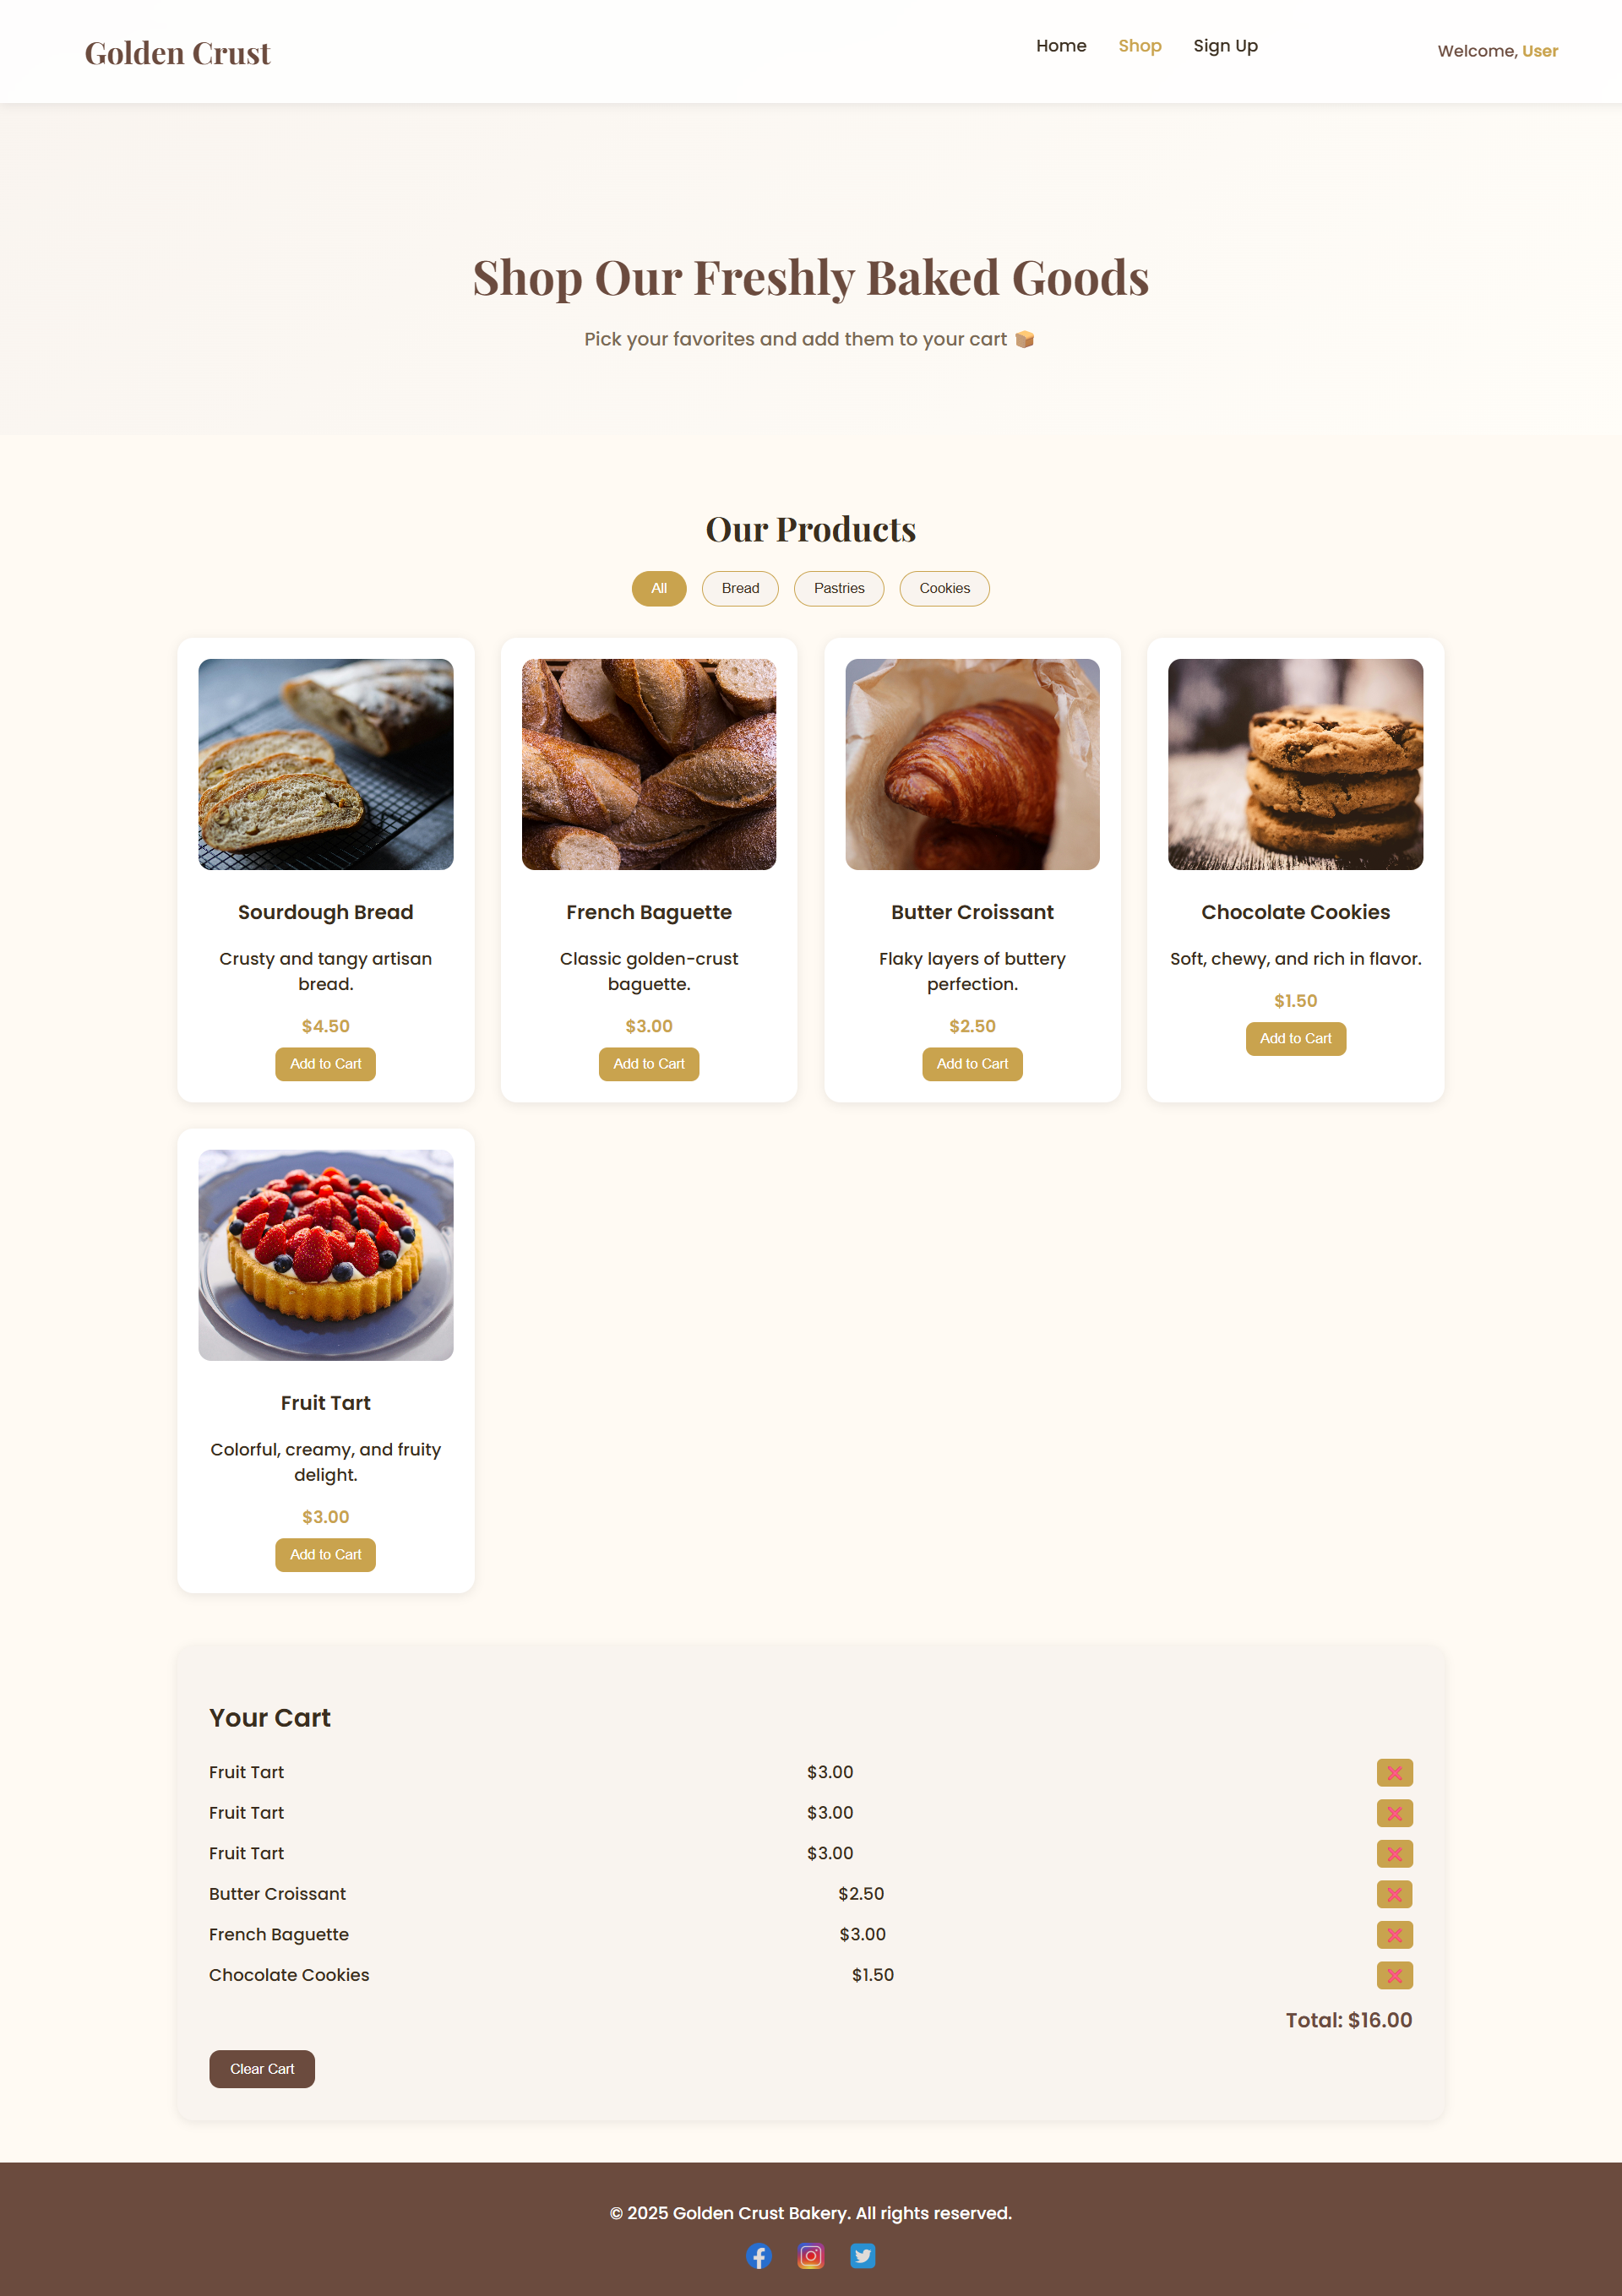 Golden Crust
Home Shop Sign Up
Welcome, User
Shop Our Freshly Baked Goods
Pick your favorites and add them to your cart 📦
Our Products
All Bread Pastries Cookies
Sourdough Bread
Crusty and tangy artisan
bread.
$4.50
Add to Cart
French Baguette
Classic golden-crust
baguette.
$3.00
Add to Cart
Butter Croissant
Flaky layers of buttery
perfection.
$2.50
Add to Cart
Chocolate Cookies
Soft, chewy, and rich in flavor.
$1.50
Add to Cart
Fruit Tart
Colorful, creamy, and fruity
delight.
$3.00
Add to Cart
Your Cart
Fruit Tart $3.00 ❌
Fruit Tart $3.00 ❌
Fruit Tart $3.00 ❌
Butter Croissant $2.50 ❌
French Baguette $3.00 ❌
Chocolate Cookies $1.50 ❌
Total: $16.00
Clear Cart
© 2025 Golden Crust Bakery. All rights reserved.